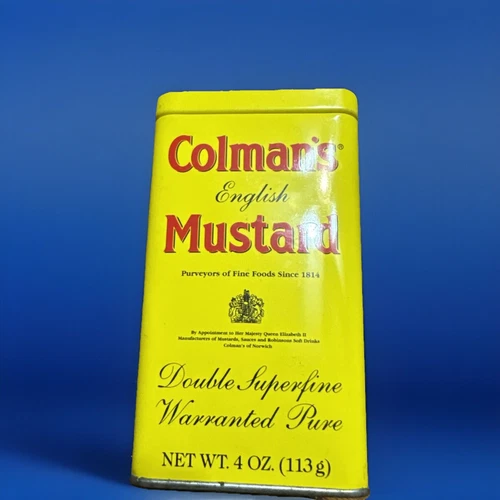 Colman's®
English
Mustard
Purveyors of Fine Foods Since 1814
By Appointment to Her Majesty Queen Elizabeth II
Manufacturers of Mustards, Sauces and Robinsons Soft Drinks
Colman's of Norwich
Double Superfine
Warranted Pure
NET WT. 4 OZ. (113g)